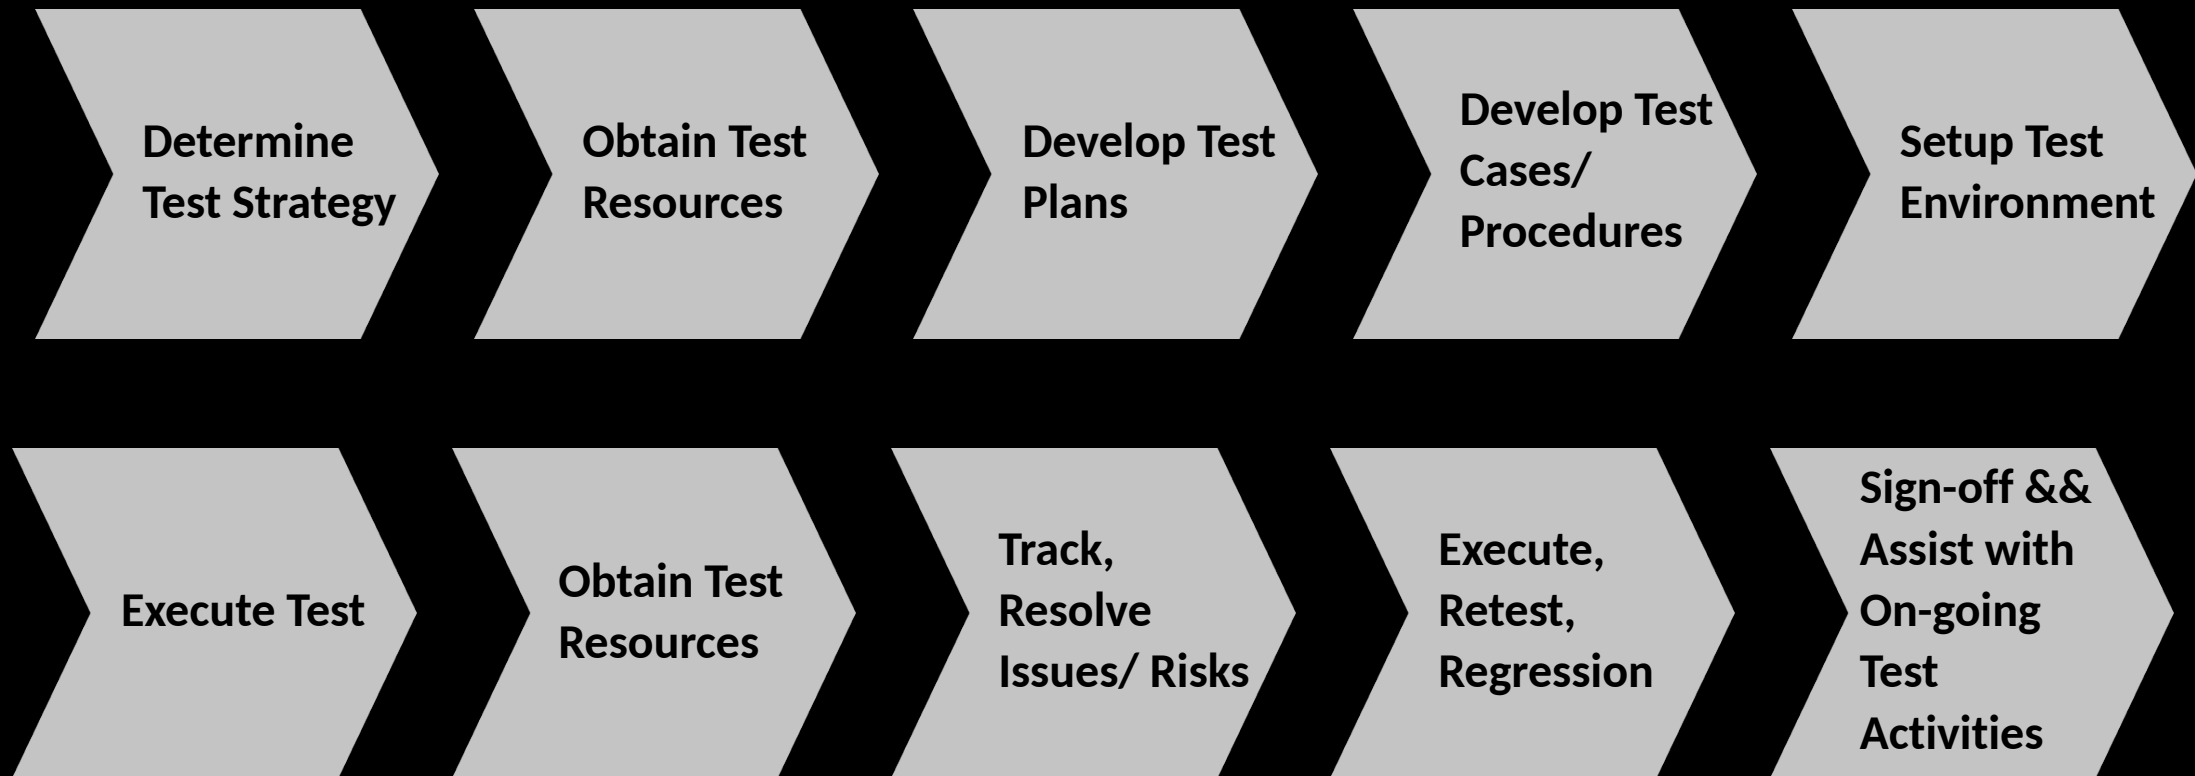 Determine
Test Strategy
Obtain Test
Resources
Develop Test
Plans
Develop Test
Cases/
Procedures
Setup Test
Environment
Execute Test
Obtain Test
Resources
Track,
Resolve
Issues/ Risks
Execute,
Retest,
Regression
Sign-off &&
Assist with
On-going
Test
Activities